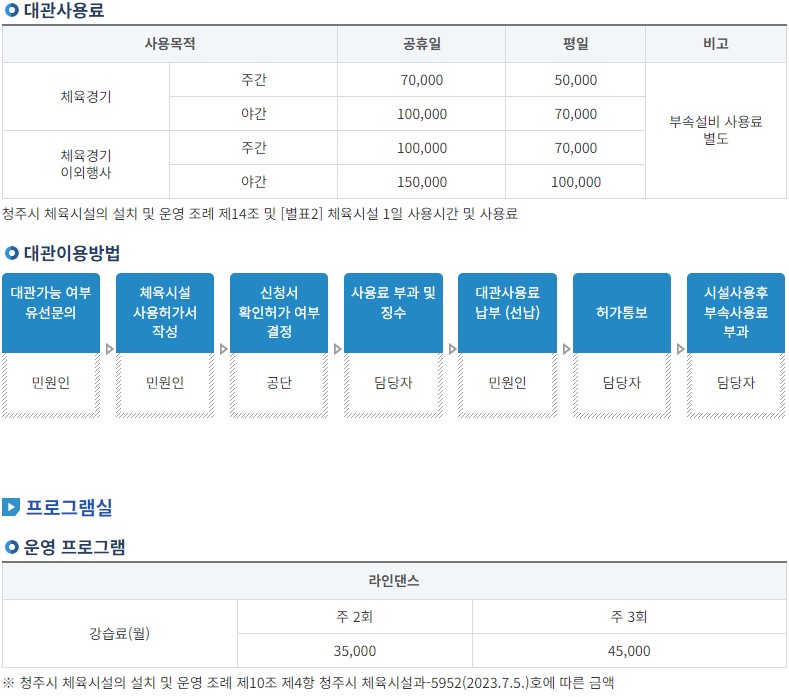 대관사용료
사용목적 공휴일 평일 비고
체육경기 주간 70,000 50,000 부속설비 사용료 별도
야간 100,000 70,000
체육경기 이외행사 주간 100,000 70,000
야간 150,000 100,000
청주시 체육시설의 설치 및 운영 조례 제14조 및 [별표2] 체육시설 1일 사용시간 및 사용료
대관이용방법
대관가능 여부
유선문의
민원인
체육시설
사용허가서
작성
민원인
신청서
확인허가 여부
결정
공단
사용료 부과 및
징수
담당자
대관사용료
납부 (선납)
민원인
허가통보
담당자
시설사용후
부속사용료
부과
담당자
프로그램실
운영 프로그램
라인댄스
강습료(월) 주 2회 주 3회
35,000 45,000
※ 청주시 체육시설의 설치 및 운영 조례 제10조 제4항 청주시 체육시설과-5952(2023.7.5.)호에 따른 금액